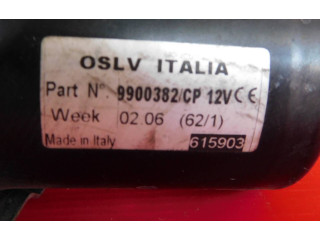 OSLV ITALIA
Part N°. 9900382/CP 12V CE
Week 02 06 (62/1)
Made in Italy 615903